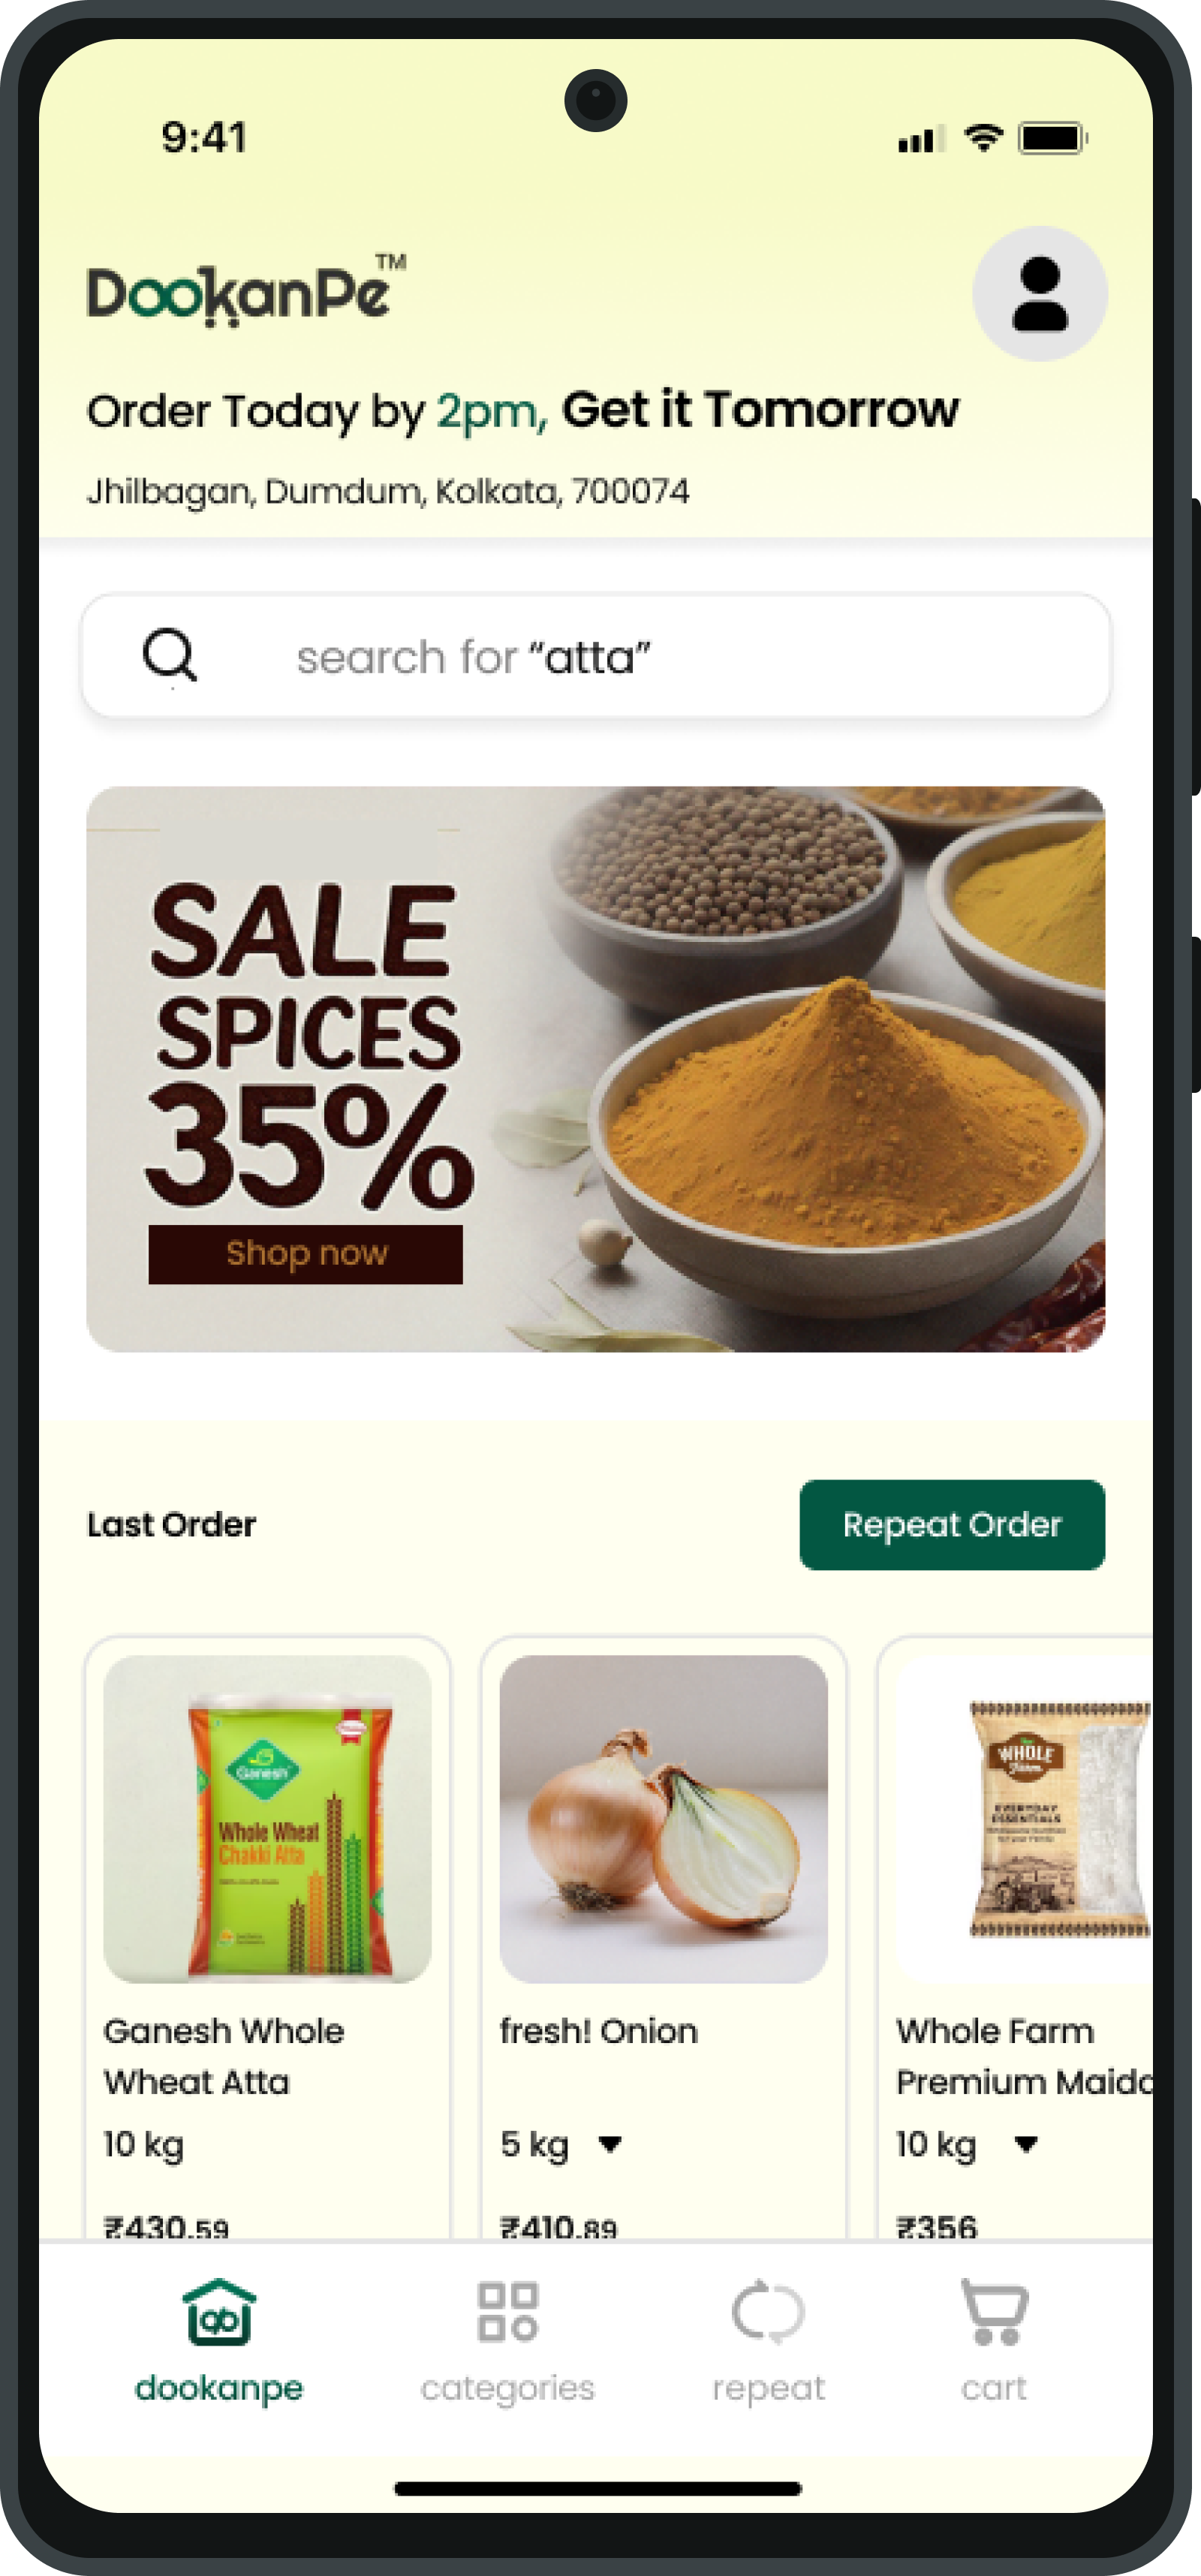 9:41
DookanPe™
Order Today by 2pm, Get it Tomorrow
Jhilbagan, Dumdum, Kolkata, 700074
search for “atta”
SALE
SPICES
35%
Shop now
Last Order
Repeat Order
Ganesh
Whole Wheat
Chakki Atta
WHOLE
Farm
EVERYDAY
ESSENTIALS
Ganesh Whole
Wheat Atta
10 kg
₹430.59
fresh! Onion
5 kg
₹410.89
Whole Farm
Premium Maida
10 kg
₹356
dookanpe
categories
repeat
cart